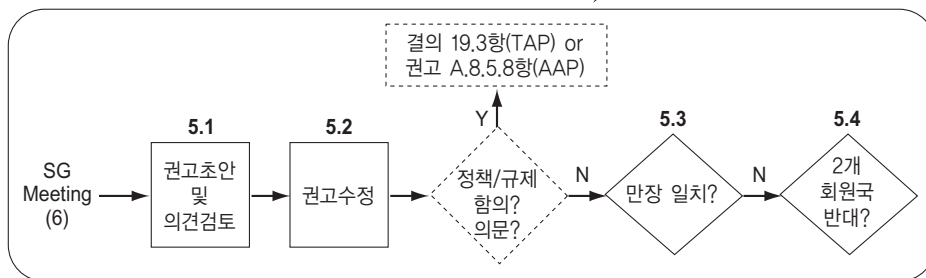 결의 19.3항(TAP) or
권고 A.8.5.8항(AAP)
Y
5.1
5.2
5.3
5.4
SG
Meeting
(6)
권고초안
및
의견검토
권고수정
정책/규제
함의?
의문?
N
만장 일치?
N
2개
회원국
반대?